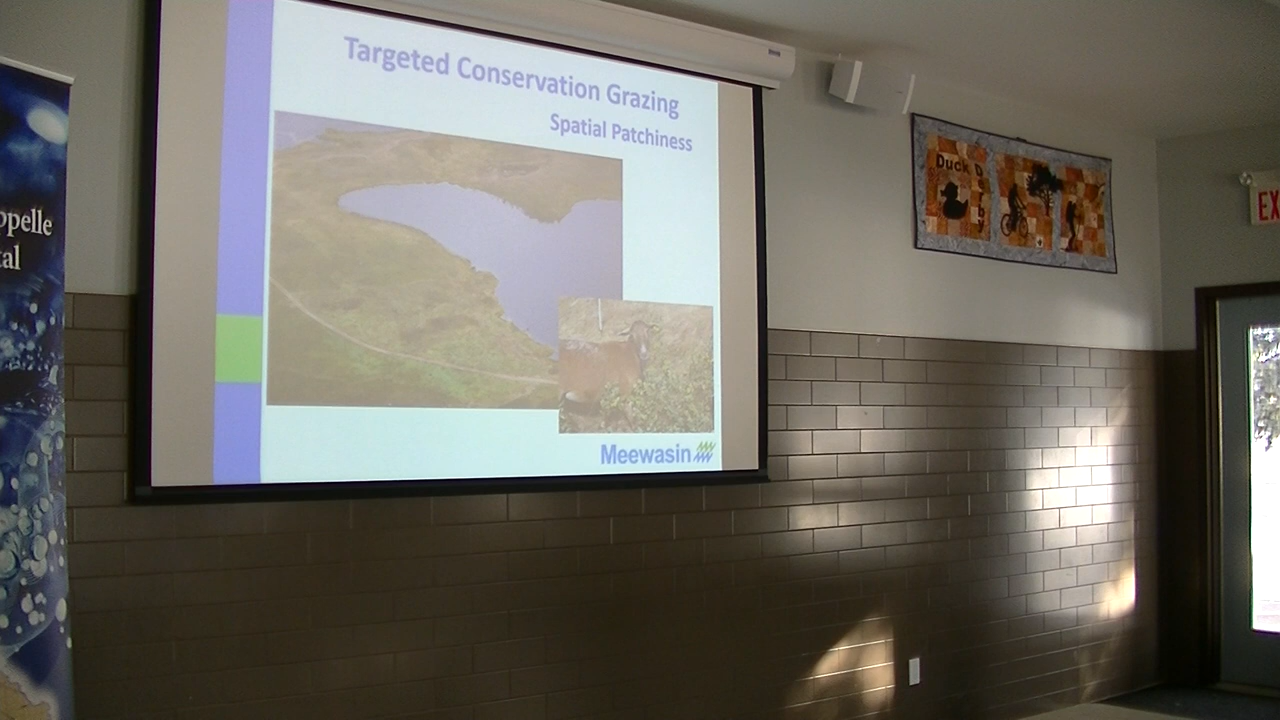 Targeted Conservation Grazing
Spatial Patchiness
Meewasin
ppelle
tal
Duck D
EX